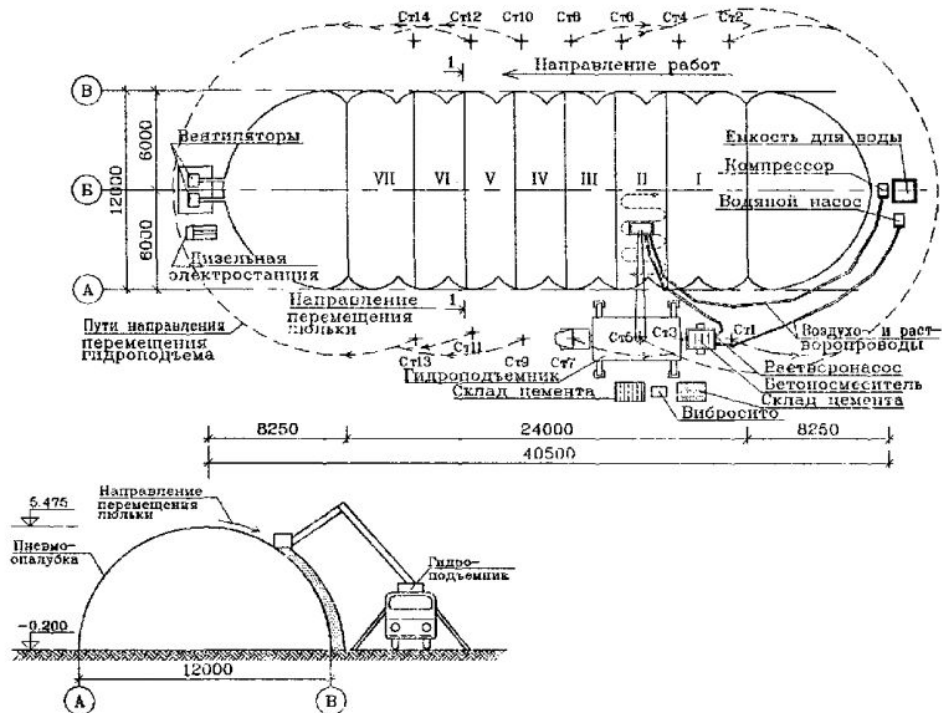 Ст14 Ст12 Ст10 Ст8 Ст6 Ст4 Ст2
1
Направление работ
В
Вентиляторы
Емкость для воды
Компрессор
6000
12000
Б
VII VI V IV III II I
Водяной насос
6000
Дизельная
электростанция
А
Направление
перемещения
люльки
1
Пути направления
перемещения
гидроподъема
Воздухо- и раст-
воропроводы
Ст13 Ст11 Ст9 Ст7 Ст5 Ст3 Ст1
Гидроподъемник
Растворонасос
Бетоносмеситель
Склад цемента
Склад цемента
Вибросито
8250 24000 8250
40500
Направление
перемещения
люльки
5.475
Пневмо-
опалубка
Гидро-
подъемник
-0.200
12000
А В